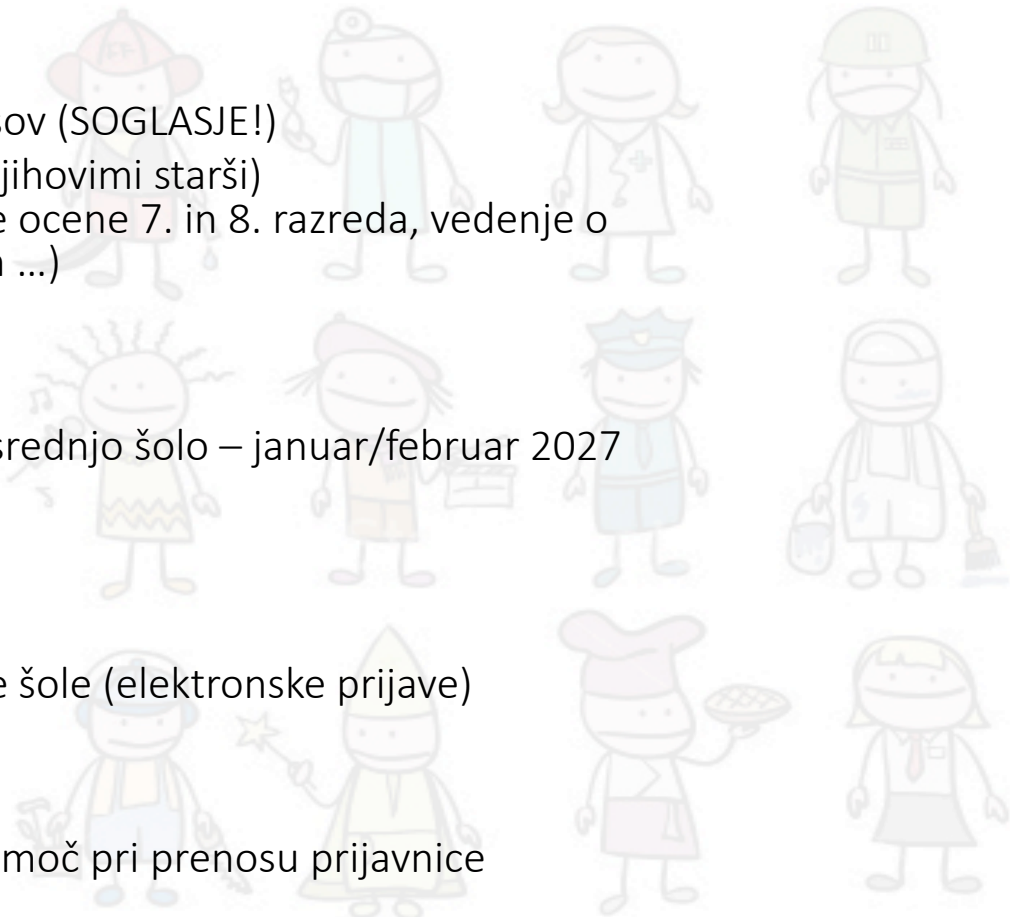 sov (SOGLASJE!)
jihovimi starši)
e ocene 7. in 8. razreda, vedenje o
n …)
srednjo šolo – januar/februar 2027
e šole (elektronske prijave)
moč pri prenosu prijavnice